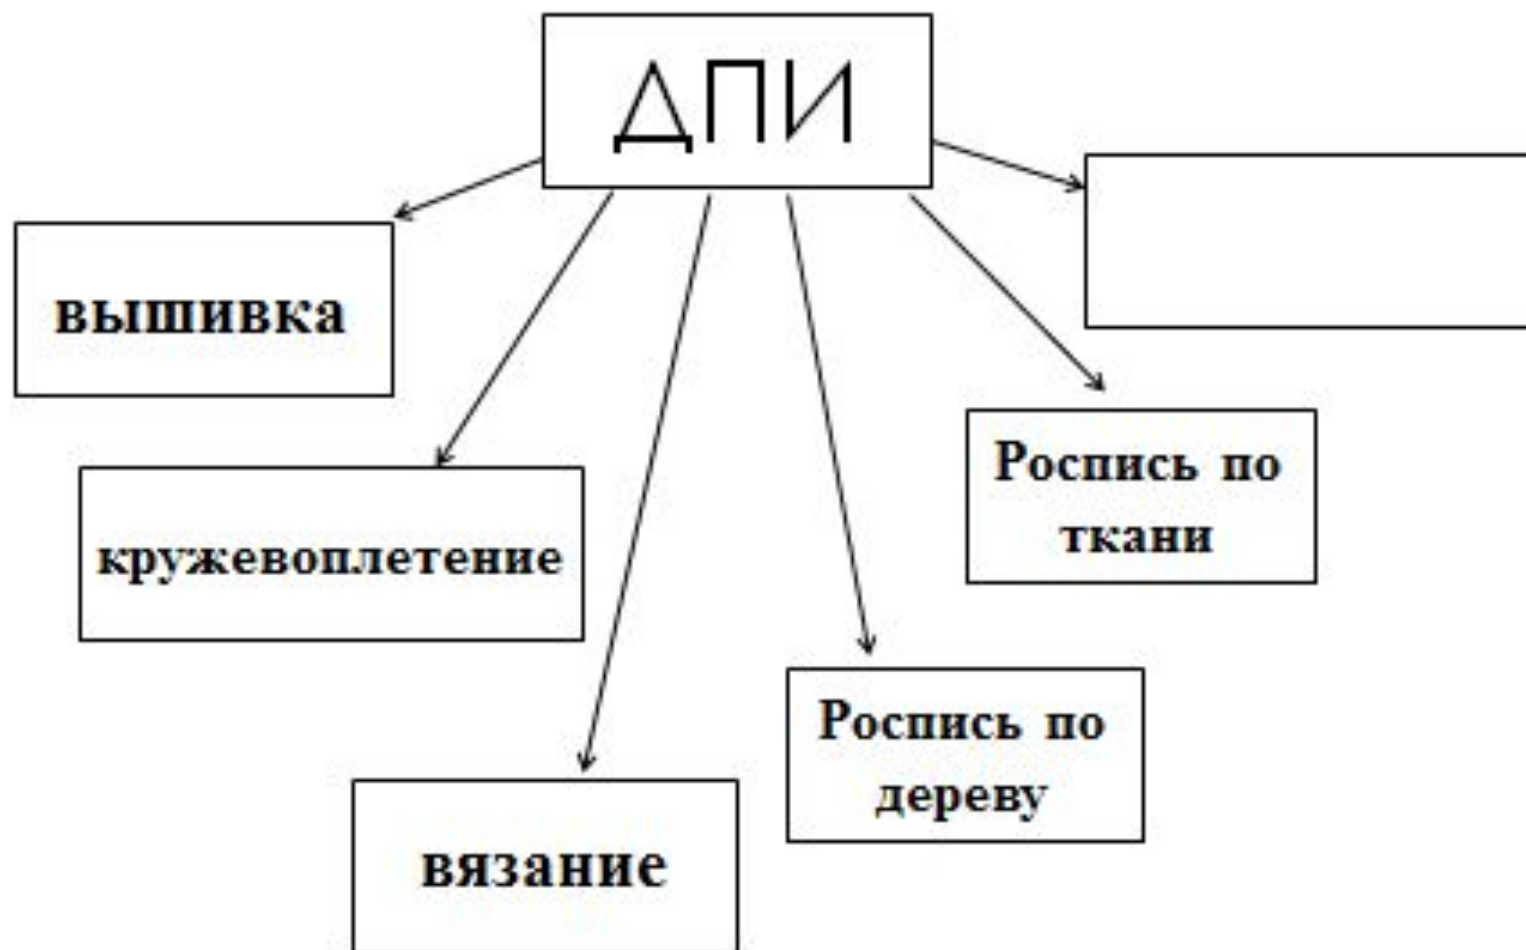 ДПИ
вышивка
кружевоплетение
вязание
Роспись по
дереву
Роспись по
ткани